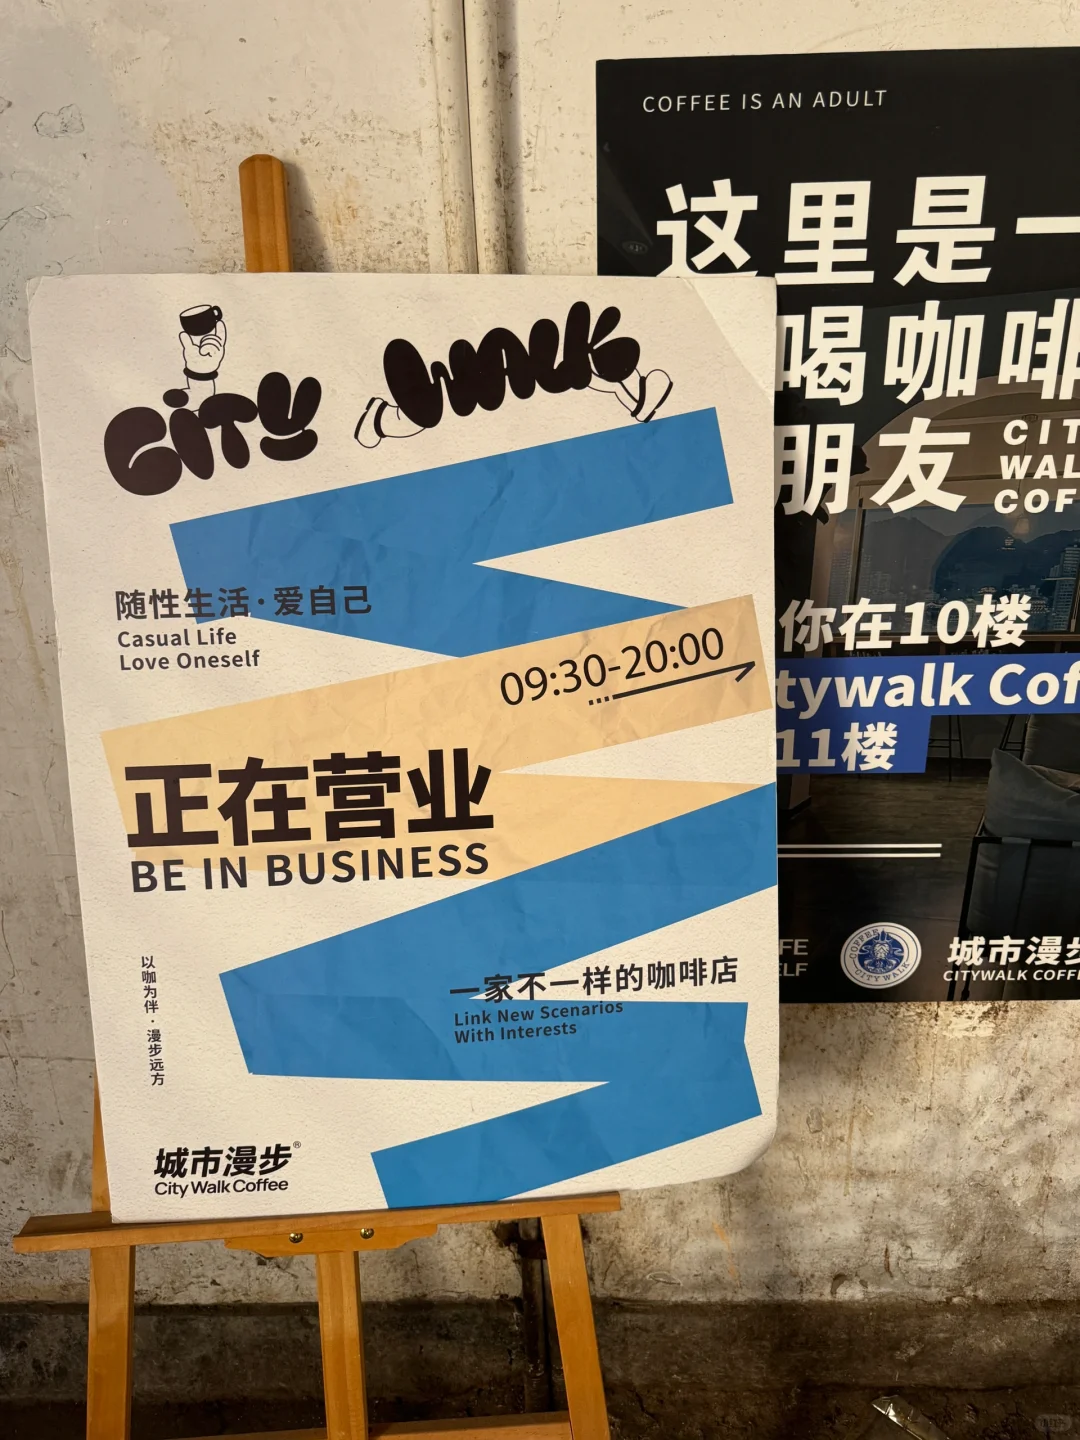 CITY WALK
随性生活·爱自己
Casual Life
Love Oneself
09:30-20:00
正在营业
BE IN BUSINESS
一家不一样的咖啡店
Link New Scenarios
With Interests
以咖为伴·漫步远方
城市漫步®
City Walk Coffee
COFFEE IS AN ADULT
这里是一
喝咖啡
朋友
CIT
WAL
COF
你在10楼
tywalk Cof
11楼
FE
ELF
COFFEE
CITY WALK
城市漫步
CITYWALK COFFE